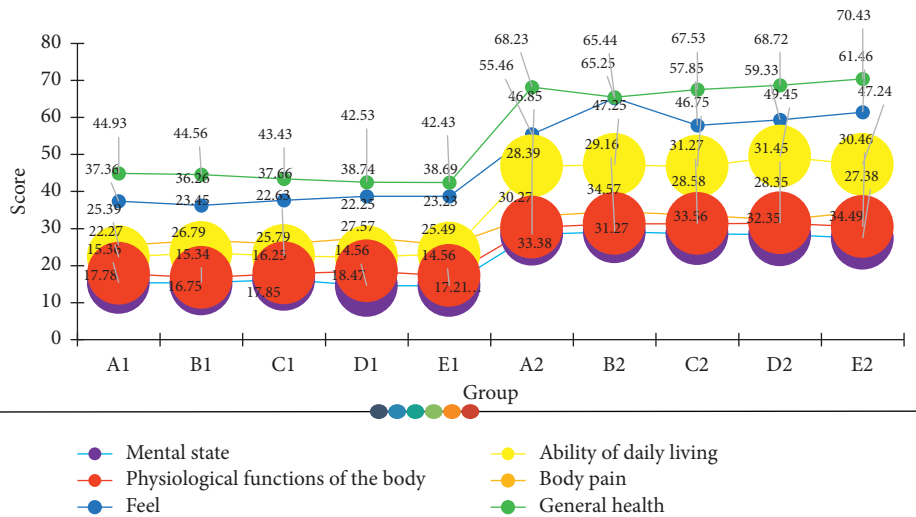 70.43
68.23 65.44 67.53 68.72
80
61.46
55.46 65.25 57.85 59.33
70
46.85 47.25 46.75 49.45 47.24
60
44.93 44.56 43.43 42.53 42.43
50
28.39 29.16 31.27 31.45 30.46
37.36 36.26 37.66 38.74 38.69
40
25.39 23.45 22.63 22.25 23.23 30.27 34.57 28.58 28.35 27.38
30
22.27 26.79 25.79 27.57 25.49 33.38 31.27 33.56 32.35 34.49
15.36 15.34 16.25 14.56 14.56
20
17.78 16.75 17.85 18.47 17.21...
10
0
Score
A1 B1 C1 D1 E1 A2 B2 C2 D2 E2
Group
Mental state
Physiological functions of the body
Feel
Ability of daily living
Body pain
General health